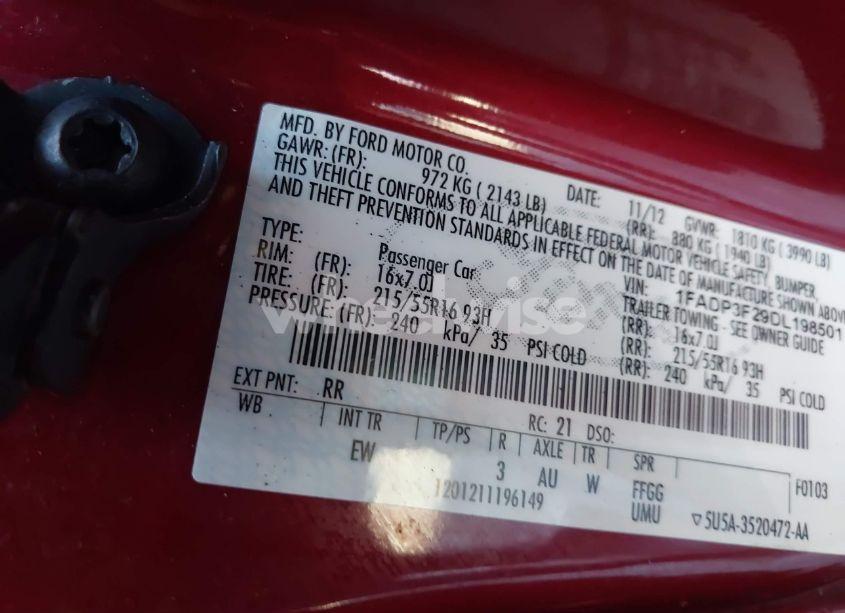 MFD. BY FORD MOTOR CO.
DATE: 11/12 GVWR: 1810 KG ( 3990 LB)
GAWR: (FR): 972 KG ( 2143 LB) (RR): 880 KG ( 1940 LB)
THIS VEHICLE CONFORMS TO ALL APPLICABLE FEDERAL MOTOR VEHICLE SAFETY, BUMPER,
AND THEFT PREVENTION STANDARDS IN EFFECT ON THE DATE OF MANUFACTURE SHOWN ABOVE
VIN: 1FADP3F29DL198501
TYPE: Passenger Car TRAILER TOWING - SEE OWNER GUIDE
RIM: (FR): 16x7.0J (RR): 16x7.0J
TIRE: (FR): 215/55R16 93H (RR): 215/55R16 93H
PRESSURE: (FR): 240 kPa/ 35 PSI COLD (RR): 240 kPa/ 35 PSI COLD
EXT PNT: RR RC: 21 DSO:
WB INT TR TP/PS R AXLE TR SPR
EW 3 AU W FFGG F0103
UMU
1201211196149 ▽5U5A-3520472-AA